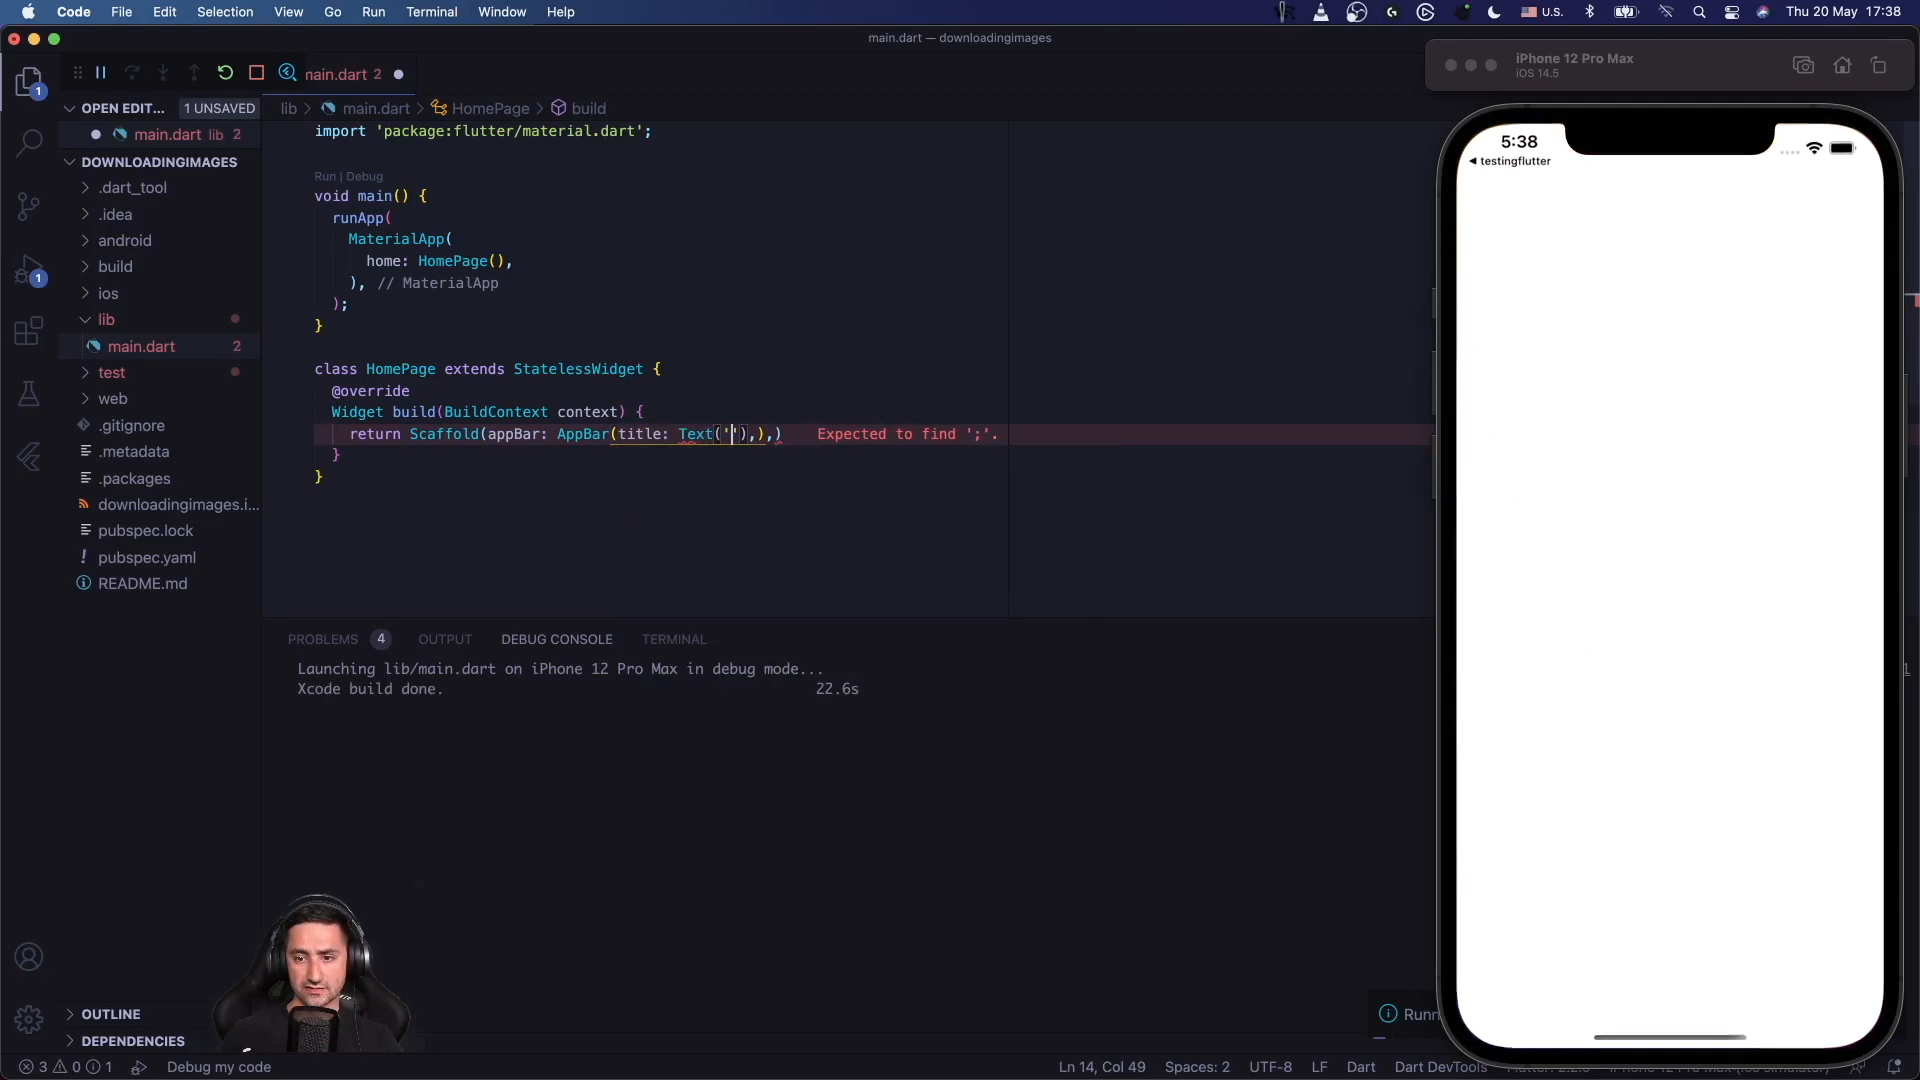 Code File Edit Selection View Go Run Terminal Window Help
U.S.
Thu 20 May 17:38
main.dart — downloadingimages
iPhone 12 Pro Max
iOS 14.5
main.dart 2
OPEN EDIT... 1 UNSAVED
main.dart lib 2
DOWNLOADINGIMAGES
.dart_tool
.idea
android
build
ios
lib
main.dart 2
test
web
.gitignore
.metadata
.packages
downloadingimages.i...
pubspec.lock
pubspec.yaml
README.md
OUTLINE
DEPENDENCIES
1
1
lib > main.dart > HomePage > build
import 'package:flutter/material.dart';
Run | Debug
void main() {
runApp(
MaterialApp(
home: HomePage(),
), // MaterialApp
);
}
class HomePage extends StatelessWidget {
@override
Widget build(BuildContext context) {
return Scaffold(appBar: AppBar(title: Text(''),),) Expected to find ';'.
}
}
PROBLEMS 4 OUTPUT DEBUG CONSOLE TERMINAL
Launching lib/main.dart on iPhone 12 Pro Max in debug mode...
Xcode build done. 22.6s
5:38
testingflutter
3 0 1 Debug my code
Ln 14, Col 49 Spaces: 2 UTF-8 LF Dart Dart DevTools